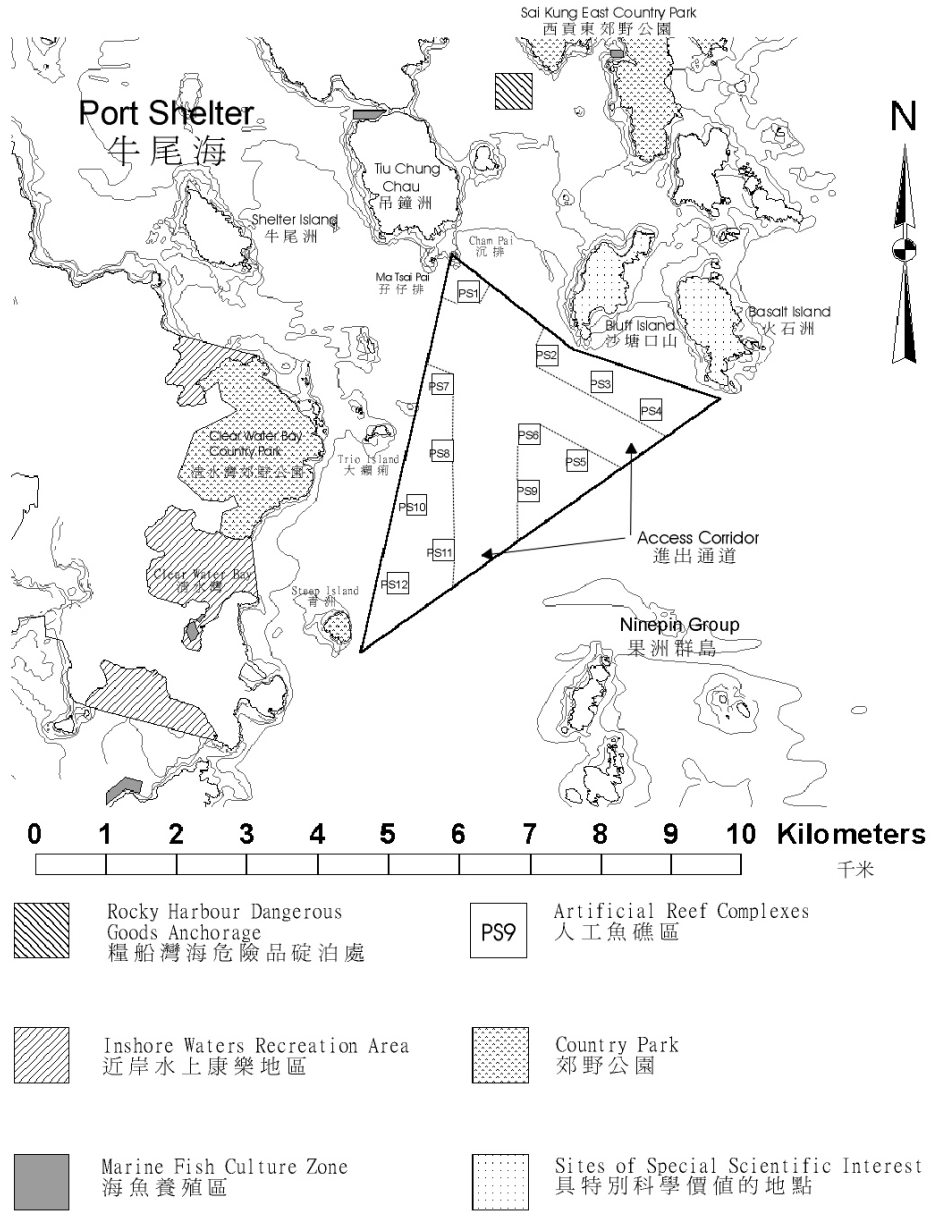 Sai Kung East Country Park
西貢東郊野公園
Port Shelter
牛尾海
N
Tiu Chung
Chau
吊鐘洲
Shelter Island
牛尾洲
Cham Pai
沉排
Ma Tsai Pai
孖仔排
PS1
Basalt Island
火石洲
Bluff Island
沙塘口山
PS2
PS3
PS7
PS4
Clear Water Bay
Country Park
清水灣郊野公園
PS6
PS8
PS5
Trio Island
大癩痢
PS9
PS10
Access Corridor
進出通道
PS11
Clear Water Bay
清水灣
PS12
Steep Island
青洲
Ninepin Group
果洲群島
0 1 2 3 4 5 6 7 8 9 10 Kilometers
千米
Rocky Harbour Dangerous
Goods Anchorage
糧船灣海危險品碇泊處
PS9
Artificial Reef Complexes
人工魚礁區
Inshore Waters Recreation Area
近岸水上康樂地區
Country Park
郊野公園
Marine Fish Culture Zone
海魚養殖區
Sites of Special Scientific Interest
具特別科學價值的地點